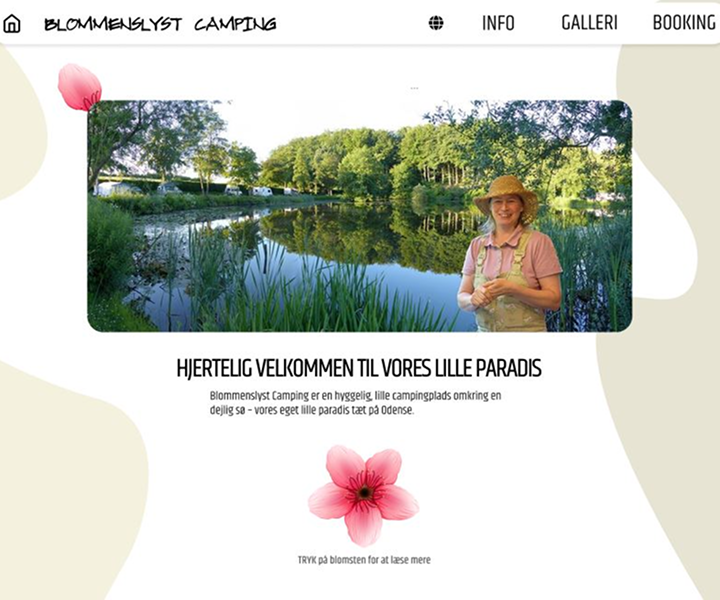 BLOMMENSLYST CAMPING
INFO
GALLERI
BOOKING
HJERTELIG VELKOMMEN TIL VORES LILLE PARADIS
Blommenslyst Camping er en hyggelig, lille campingplads omkring en
dejlig sø – vores eget lille paradis tæt på Odense.
TRYK på blomsten for at læse mere